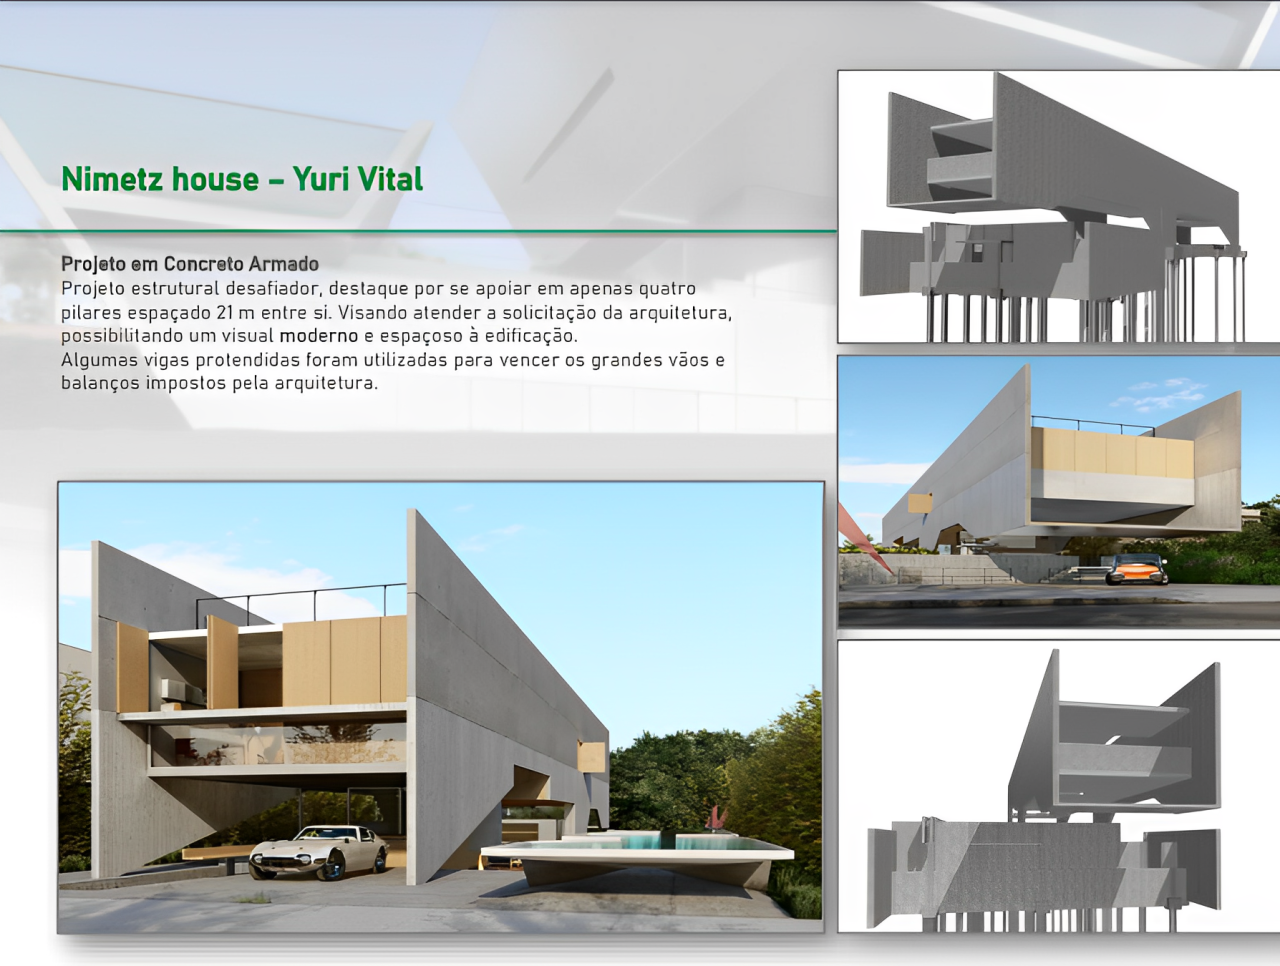 Nimetz house – Yuri Vital
Projeto em Concreto Armado
Projeto estrutural desafiador, destaque por se apoiar em apenas quatro
pilares espaçado 21 m entre si. Visando atender a solicitação da arquitetura,
possibilitando um visual moderno e espaçoso à edificação.
Algumas vigas protendidas foram utilizadas para vencer os grandes vãos e
balanços impostos pela arquitetura.